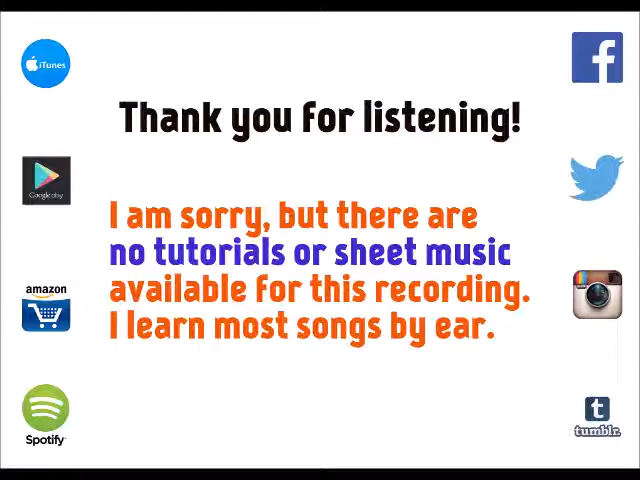 iTunes
Thank you for listening!
Google play
I am sorry, but there are
no tutorials or sheet music
available for this recording.
I learn most songs by ear.
amazon
Spotify
f
t
tumblr.